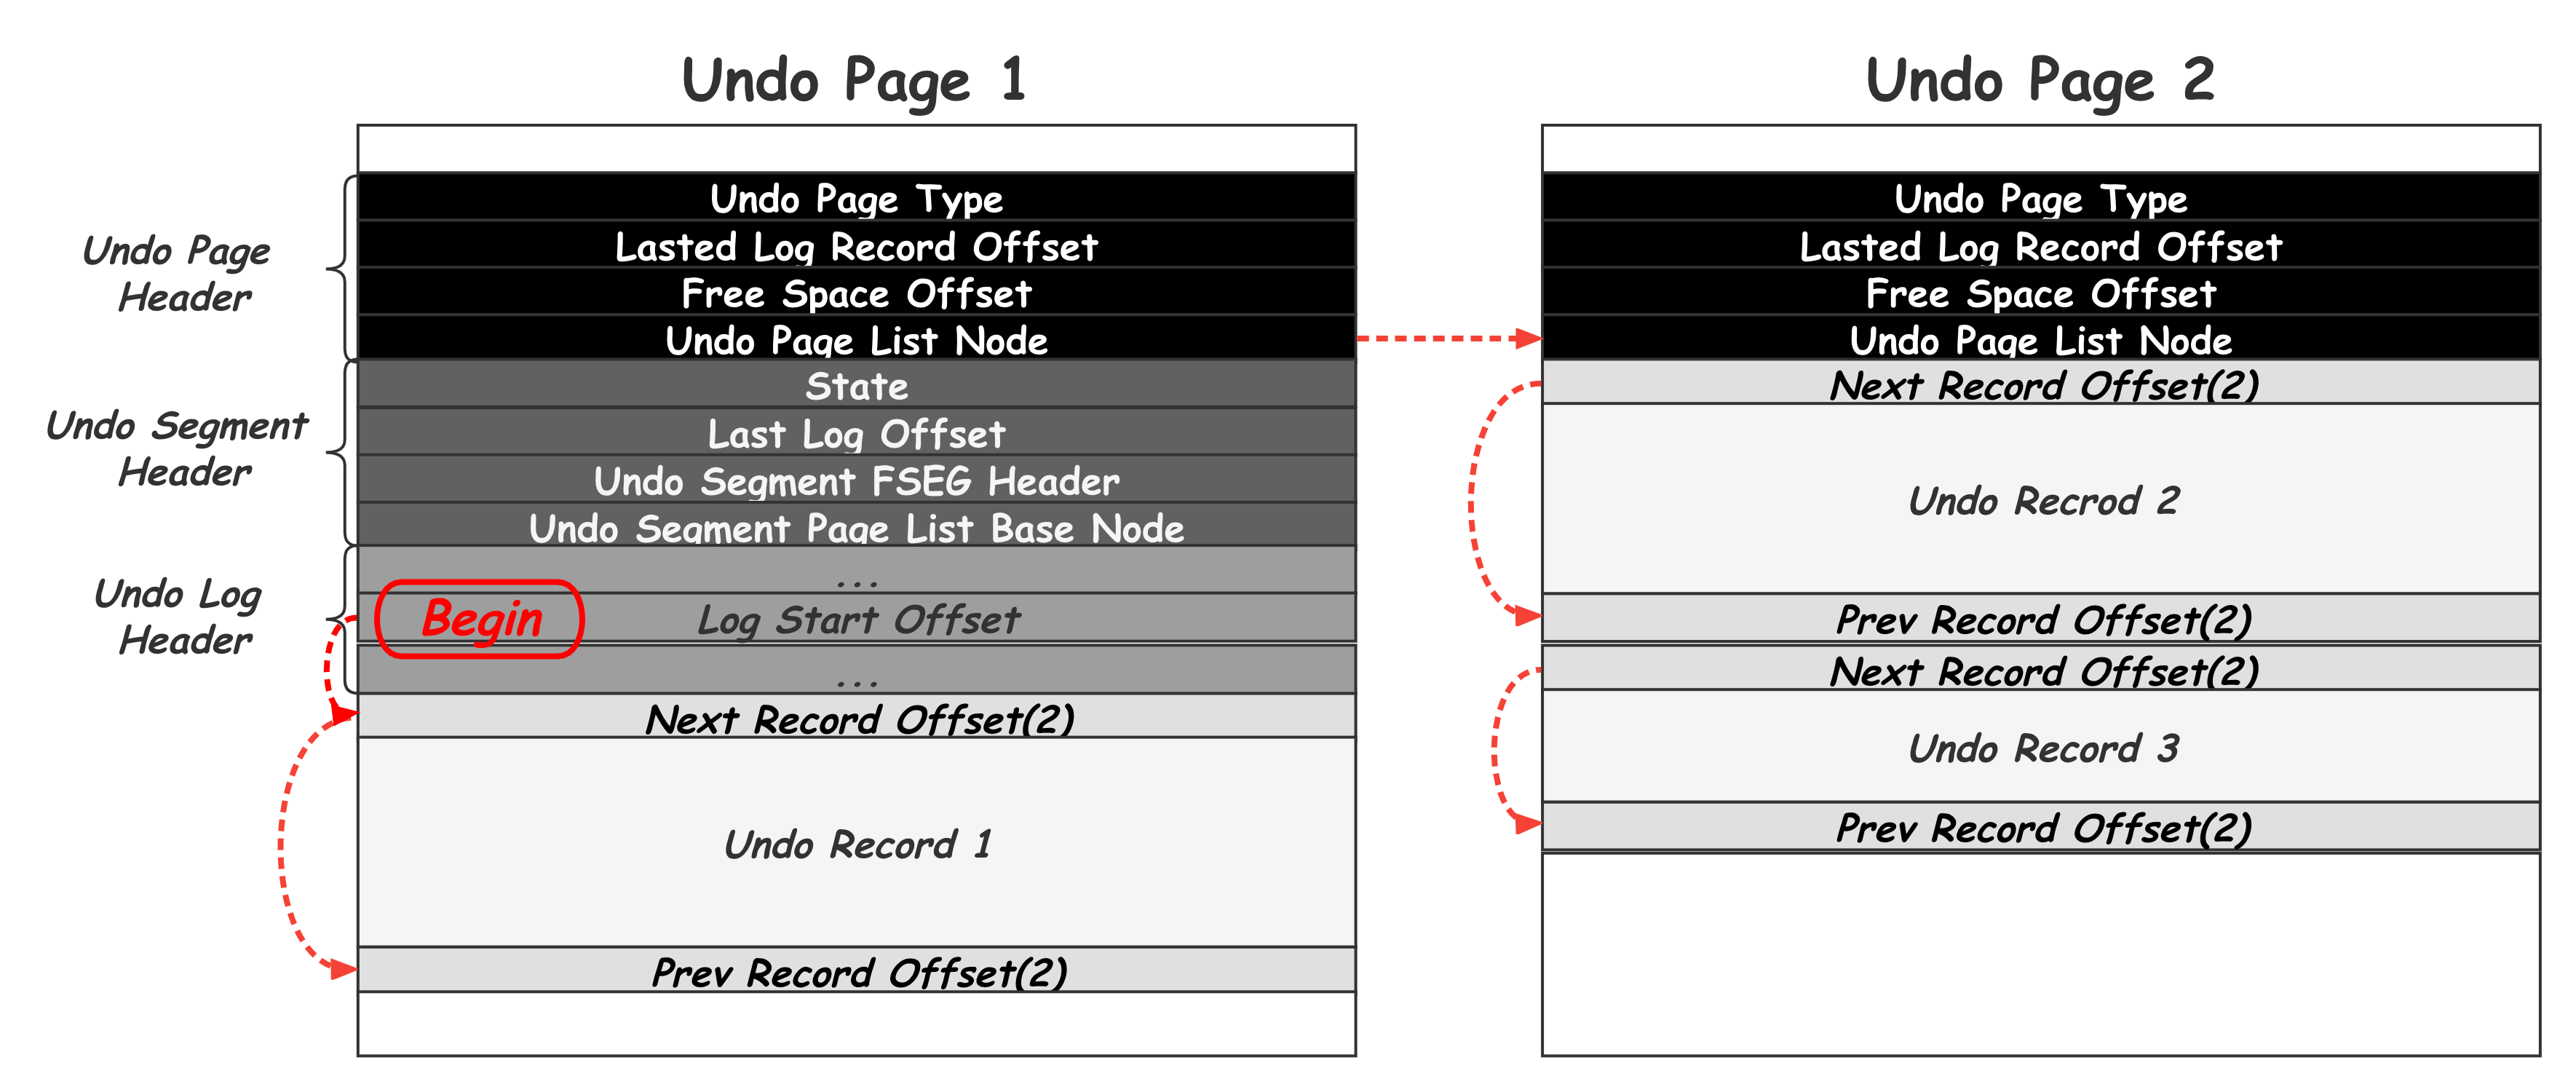 Undo Page 1
Undo Page Header
Undo Page Type
Lasted Log Record Offset
Free Space Offset
Undo Page List Node
Undo Segment Header
State
Last Log Offset
Undo Segment FSEG Header
Undo Segment Page List Base Node
Undo Log Header
...
Begin
Log Start Offset
...
Next Record Offset(2)
Undo Record 1
Prev Record Offset(2)
Undo Page 2
Undo Page Type
Lasted Log Record Offset
Free Space Offset
Undo Page List Node
Next Record Offset(2)
Undo Recrod 2
Prev Record Offset(2)
Next Record Offset(2)
Undo Record 3
Prev Record Offset(2)